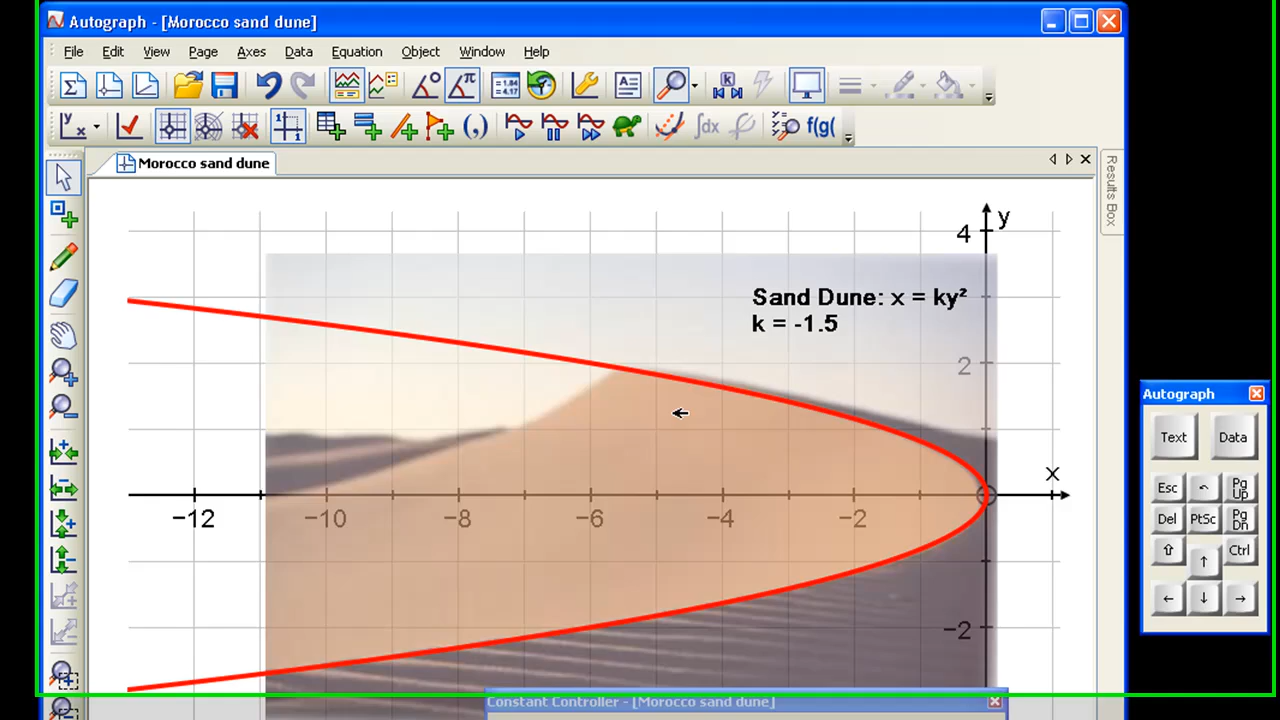 Autograph - [Morocco sand dune]
File Edit View Page Axes Data Equation Object Window Help
Morocco sand dune
Results Box
y
4
Sand Dune: x = ky²
k = -1.5
2
x
−12 −10 −8 −6 −4 −2
−2
Autograph
Text Data
Esc Pg Up
Del PtSc Pg Dn
Ctrl
Constant Controller - [Morocco sand dune]